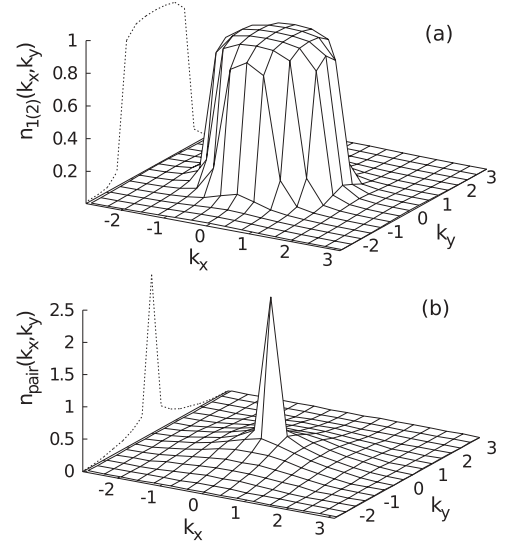 (a)
n1(2)(kx,ky)
1
0.8
0.6
0.4
0.2
-2 -1 0 1 2 3
kx
-2 -1 0 1 2 3
ky
(b)
npair(kx,ky)
2.5
2
1.5
1
0.5
0
-2 -1 0 1 2 3
kx
-2 -1 0 1 2 3
ky